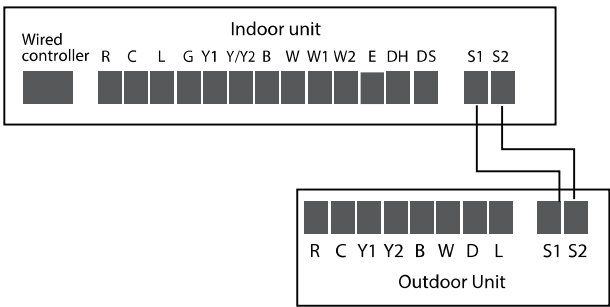 Indoor unit
Wired
controller R C L G Y1 Y/Y2 B W W1 W2 E DH DS S1 S2
R C Y1 Y2 B W D L S1 S2
Outdoor Unit